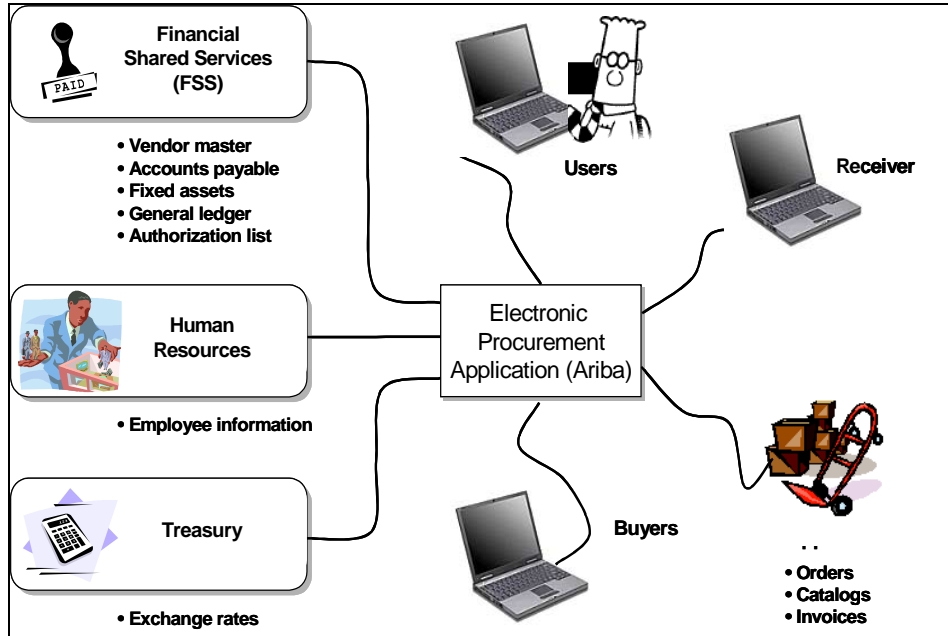 Financial
Shared Services
(FSS)
PAID
• Vendor master
• Accounts payable
• Fixed assets
• General ledger
• Authorization list
Users
Receiver
Human
Resources
• Employee information
Electronic
Procurement
Application (Ariba)
Treasury
• Exchange rates
Buyers
. .
• Orders
• Catalogs
• Invoices